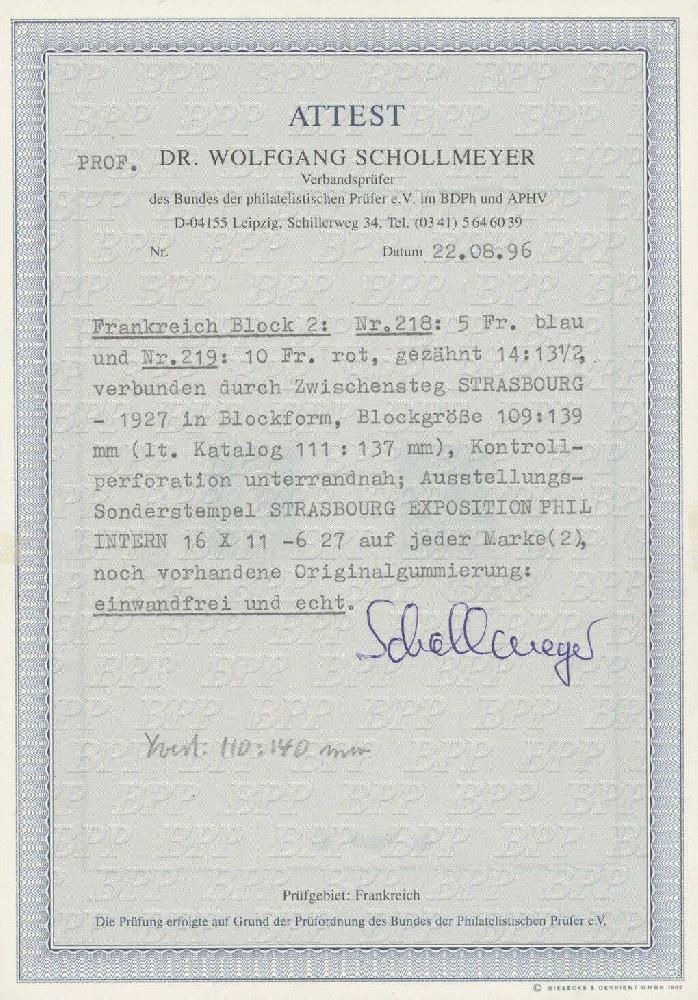 ATTEST
PROF. DR. WOLFGANG SCHOLLMEYER
Verbandsprüfer
des Bundes der philatelistischen Prüfer e.V. im BDPh und APHV
D-04155 Leipzig, Schillerweg 34, Tel. (0341) 5646039
Nr. Datum 22.08.96
Frankreich Block 2: Nr.218: 5 Fr. blau
und Nr.219: 10 Fr. rot, gezähnt 14:13½,
verbunden durch Zwischensteg STRASBOURG
- 1927 in Blockform, Blockgröße 109:139
mm (lt. Katalog 111 : 137 mm), Kontroll-
perforation unterrandnah; Ausstellungs-
Sonderstempel STRASBOURG EXPOSITION PHIL
INTERN 16 X 11 -6 27 auf jeder Marke(2),
noch vorhandene Originalgummierung:
einwandfrei und echt.
Schollmeyer
Yvert: 110:140 mm
Prüfgebiet: Frankreich
Die Prüfung erfolgte auf Grund der Prüfordnung des Bundes der Philatelistischen Prüfer e.V.
© GIESECKE & DEVRIENT GMBH 1992